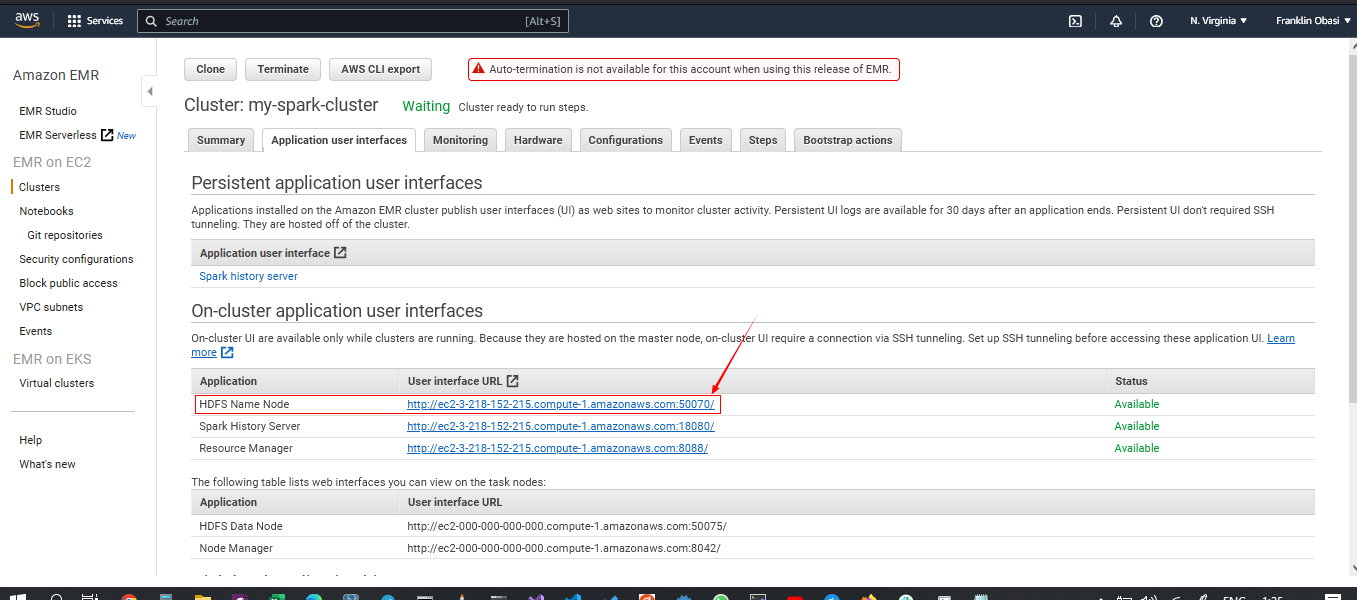 aws Services Search [Alt+S] N. Virginia Franklin Obasi
Amazon EMR
EMR Studio
EMR Serverless New
EMR on EC2
Clusters
Notebooks
Git repositories
Security configurations
Block public access
VPC subnets
Events
EMR on EKS
Virtual clusters
Help
What's new
Clone Terminate AWS CLI export Auto-termination is not available for this account when using this release of EMR.
Cluster: my-spark-cluster Waiting Cluster ready to run steps.
Summary Application user interfaces Monitoring Hardware Configurations Events Steps Bootstrap actions
Persistent application user interfaces
Applications installed on the Amazon EMR cluster publish user interfaces (UI) as web sites to monitor cluster activity. Persistent UI logs are available for 30 days after an application ends. Persistent UI don't required SSH
tunneling. They are hosted off of the cluster.
Application user interface
Spark history server
On-cluster application user interfaces
On-cluster UI are available only while clusters are running. Because they are hosted on the master node, on-cluster UI require a connection via SSH tunneling. Set up SSH tunneling before accessing these application UI. Learn
more
Application User interface URL Status
HDFS Name Node http://ec2-3-218-152-215.compute-1.amazonaws.com:50070/ Available
Spark History Server http://ec2-3-218-152-215.compute-1.amazonaws.com:18080/ Available
Resource Manager http://ec2-3-218-152-215.compute-1.amazonaws.com:8088/ Available
The following table lists web interfaces you can view on the task nodes:
Application User interface URL
HDFS Data Node http://ec2-000-000-000-000.compute-1.amazonaws.com:50075/
Node Manager http://ec2-000-000-000-000.compute-1.amazonaws.com:8042/